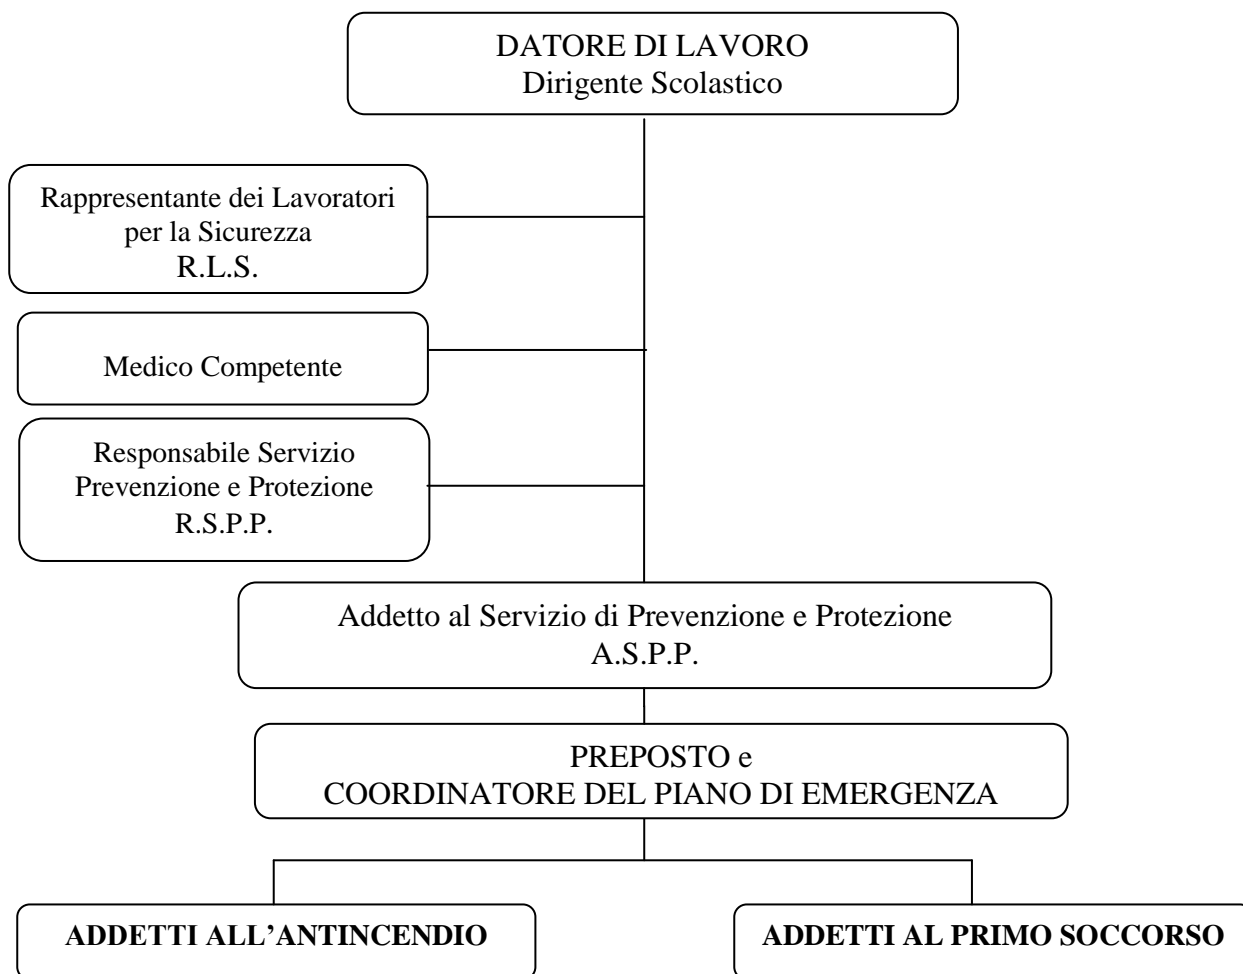 DATORE DI LAVORO
Dirigente Scolastico
Rappresentante dei Lavoratori
per la Sicurezza
R.L.S.
Medico Competente
Responsabile Servizio
Prevenzione e Protezione
R.S.P.P.
Addetto al Servizio di Prevenzione e Protezione
A.S.P.P.
PREPOSTO e
COORDINATORE DEL PIANO DI EMERGENZA
ADDETTI ALL’ANTINCENDIO
ADDETTI AL PRIMO SOCCORSO